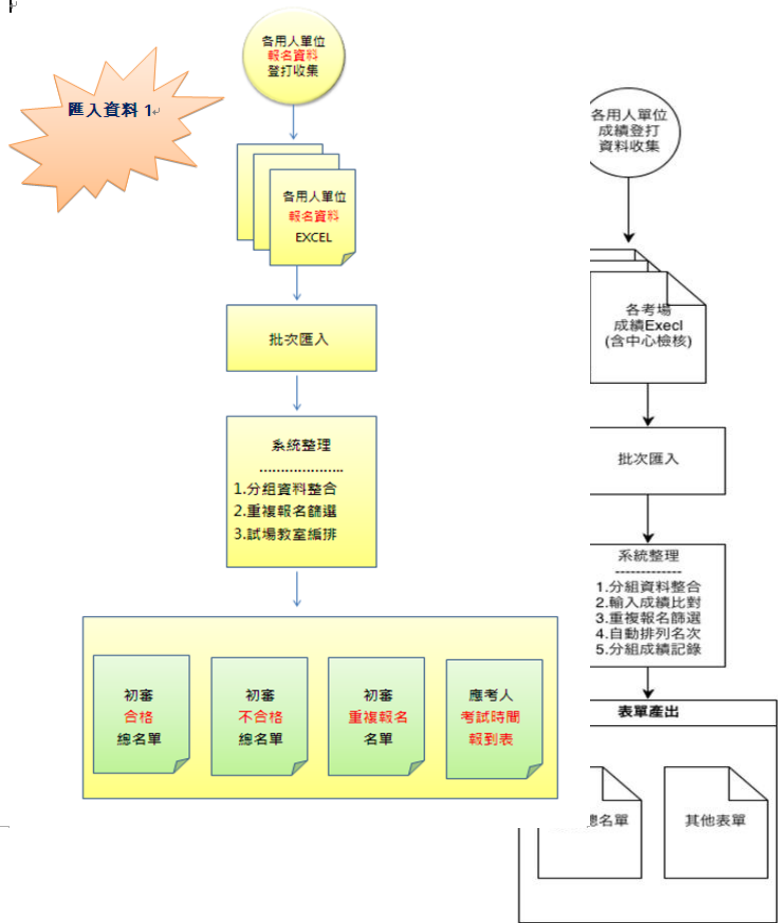 匯入資料 1
各用人單位
報名資料
登打收集
各用人單位
報名資料
EXCEL
批次匯入
系統整理
....................
1.分組資料整合
2.重複報名篩選
3.試場教室編排
初審
合格
總名單
初審
不合格
總名單
初審
重複報名
名單
應考人
考試時間
報到表
各用人單位
成績登打
資料收集
各考場
成績Execl
(含中心檢核)
批次匯入
系統整理
-------------
1.分組資料整合
2.輸入成績比對
3.重複報名篩選
4.自動排列名次
5.分組成績記錄
表單產出
名單
其他表單